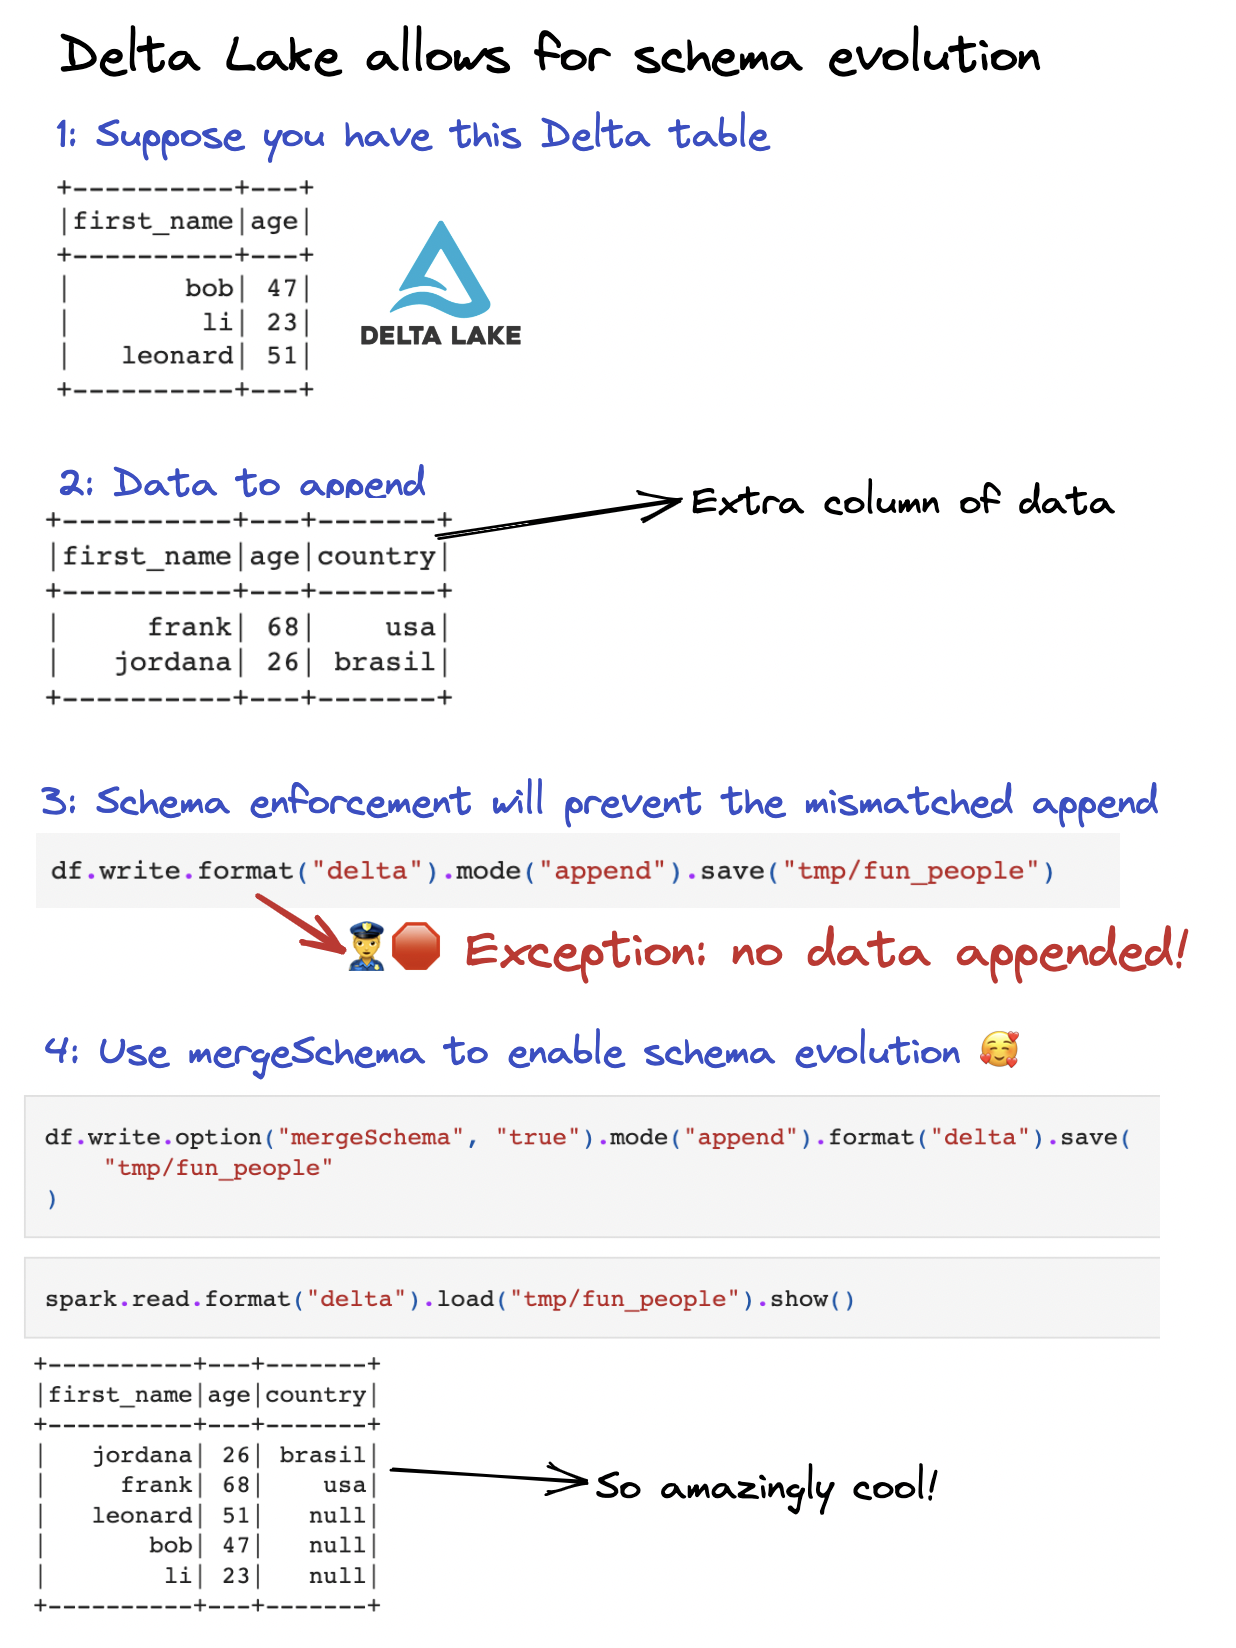 Delta Lake allows for schema evolution
1: Suppose you have this Delta table
+----------+---+
|first_name|age|
+----------+---+
|       bob| 47|
|        li| 23|
|   leonard| 51|
+----------+---+
DELTA LAKE
2: Data to append
+----------+---+-------+
|first_name|age|country|
+----------+---+-------+
|     frank| 68|    usa|
|   jordana| 26| brasil|
+----------+---+-------+
Extra column of data
3: Schema enforcement will prevent the mismatched append
df.write.format("delta").mode("append").save("tmp/fun_people")
Exception: no data appended!
4: Use mergeSchema to enable schema evolution 🥰
df.write.option("mergeSchema", "true").mode("append").format("delta").save(
    "tmp/fun_people"
)
spark.read.format("delta").load("tmp/fun_people").show()
+----------+---+-------+
|first_name|age|country|
+----------+---+-------+
|   jordana| 26| brasil|
|     frank| 68|    usa|
|   leonard| 51|   null|
|       bob| 47|   null|
|        li| 23|   null|
+----------+---+-------+
So amazingly cool!